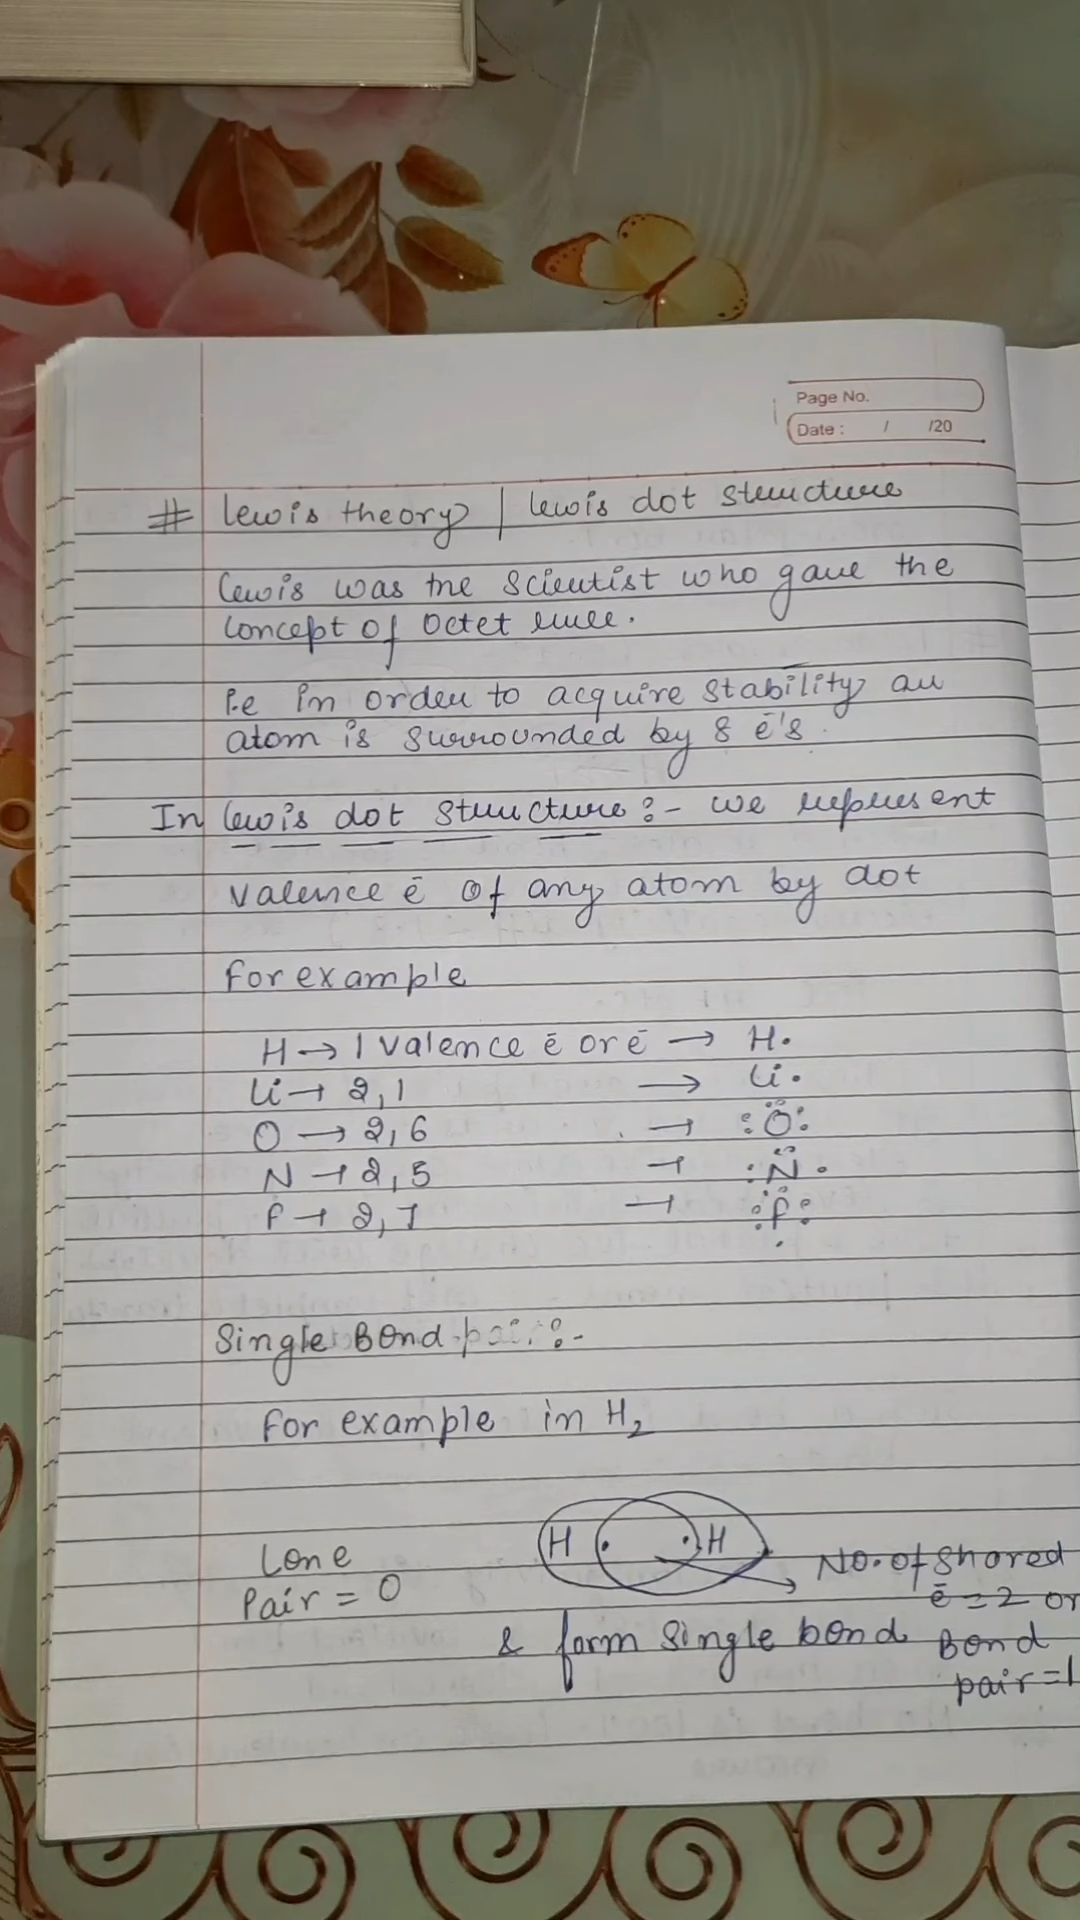 Page No.
Date : / /20
# Lewis theory | Lewis dot structure
Lewis was the scientist who gave the
concept of Octet rule.
i.e in order to acquire stability an
atom is surrounded by 8 ē's.
In Lewis dot structure :- we represent
valence ē of any atom by dot
for example
H → 1 valence ē or ē → H.
Li → 2,1 → Li.
O → 2,6 → :Ö:
N → 2,5 → :N̈.
F → 2,7 → :F̈:
Single Bond pair :-
for example in H₂
H . . H
Lone
Pair = 0
No. of shared
ē = 2 or
& form single bond Bond
pair = 1